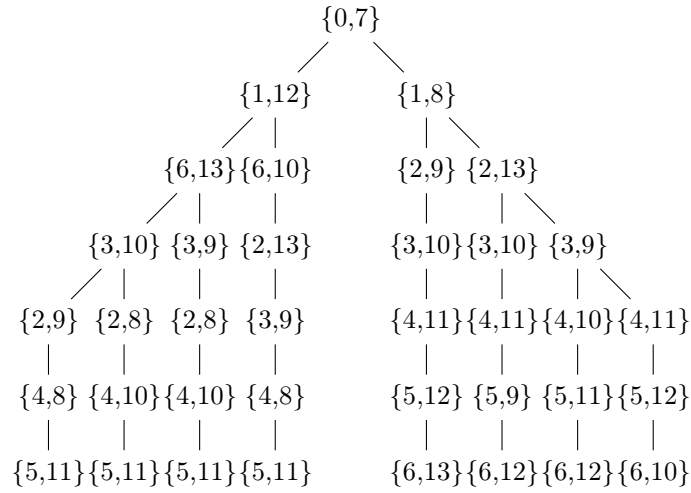 {0,7}
{1,12} {1,8}
{6,13} {6,10} {2,9} {2,13}
{3,10} {3,9} {2,13} {3,10} {3,10} {3,9}
{2,9} {2,8} {2,8} {3,9} {4,11} {4,11} {4,10} {4,11}
{4,8} {4,10} {4,10} {4,8} {5,12} {5,9} {5,11} {5,12}
{5,11} {5,11} {5,11} {5,11} {6,13} {6,12} {6,12} {6,10}